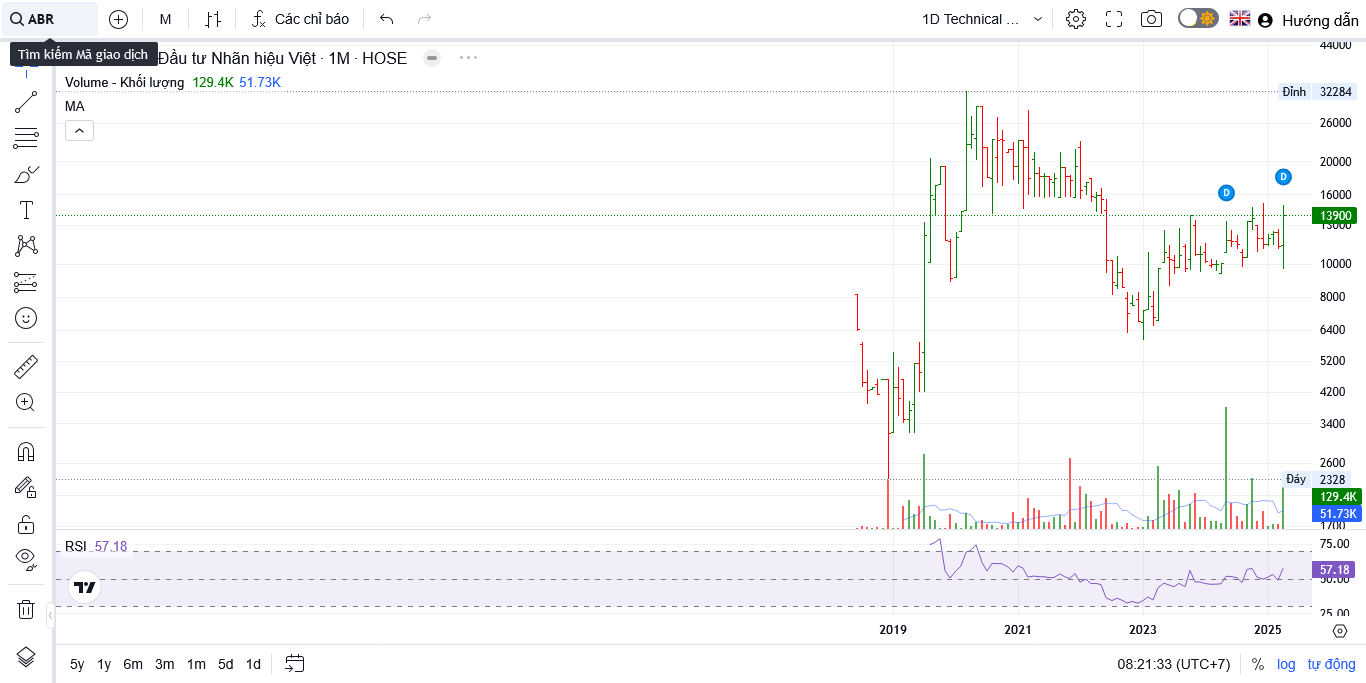 ABR
M
Các chỉ báo
1D Technical ...
Hướng dẫn
Tìm kiếm Mã giao dịch
Đầu tư Nhãn hiệu Việt · 1M · HOSE
Volume - Khối lượng 129.4K 51.73K
MA
44000
Đỉnh 32284
26000
20000
16000
D
D
13900
13000
10000
8000
6400
5200
4200
3400
2600
Đáy 2328
129.4K
51.73K
1700
RSI 57.18
75.00
57.18
50.00
25.00
2019 2021 2023 2025
5y 1y 6m 3m 1m 5d 1d
08:21:33 (UTC+7) % log tự động